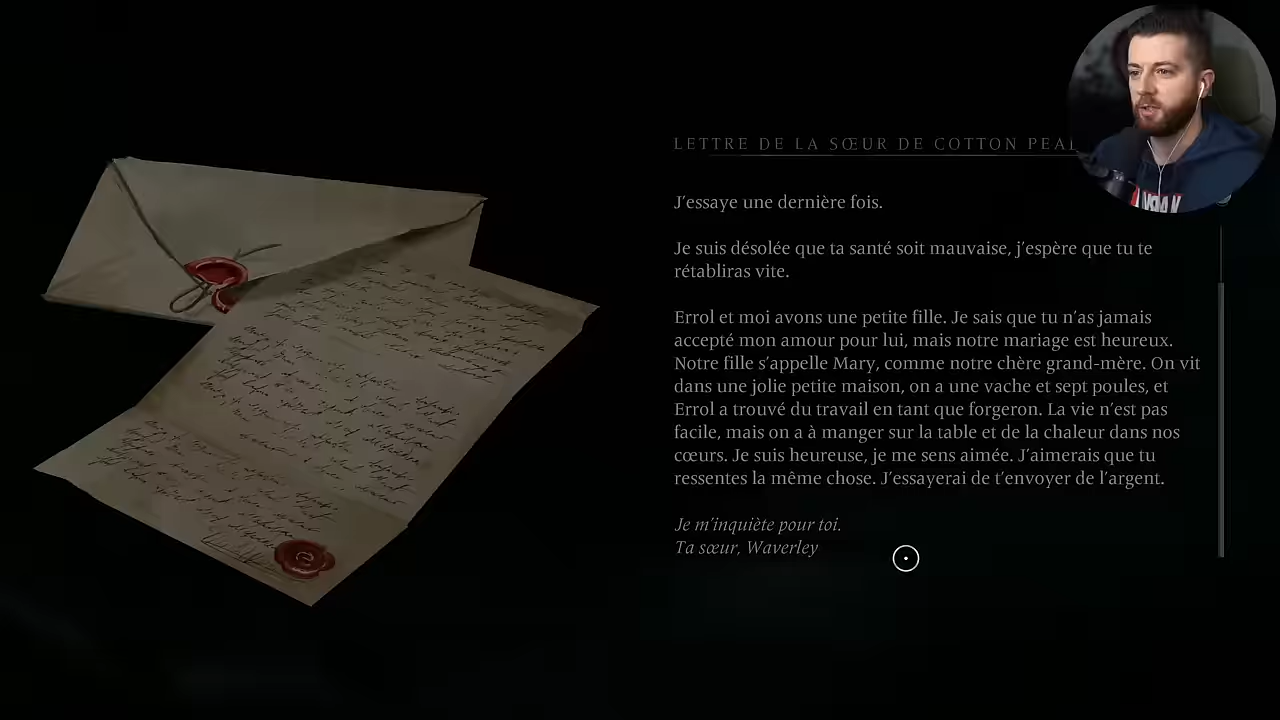 LETTRE DE LA SŒUR DE COTTON
J'essaye une dernière fois.
Je suis désolée que ta santé soit mauvaise, j'espère que tu te
rétabliras vite.
Errol et moi avons une petite fille. Je sais que tu n'as jamais
accepté mon amour pour lui, mais notre mariage est heureux.
Notre fille s'appelle Mary, comme notre chère grand-mère. On vit
dans une jolie petite maison, on a une vache et sept poules, et
Errol a trouvé du travail en tant que forgeron. La vie n'est pas
facile, mais on a à manger sur la table et de la chaleur dans nos
cœurs. Je suis heureuse, je me sens aimée. J'aimerais que tu
ressentes la même chose. J'essayerai de t'envoyer de l'argent.
Je m'inquiète pour toi.
Ta sœur, Waverley